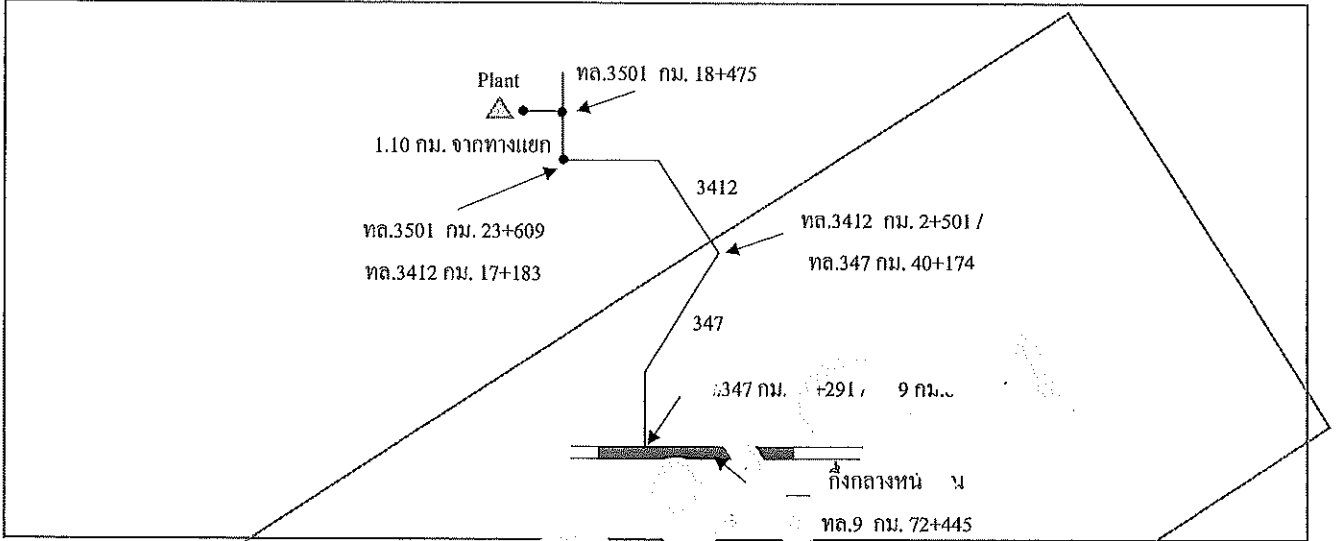 Plant
ทล.3501 กม. 18+475
1.10 กม. จากทางแยก
3412
ทล.3501 กม. 23+609
ทล.3412 กม. 17+183
ทล.3412 กม. 2+501 /
ทล.347 กม. 40+174
347
347 กม. +291 / 9 กม.
กึ่งกลางหน่
ทล.9 กม. 72+445